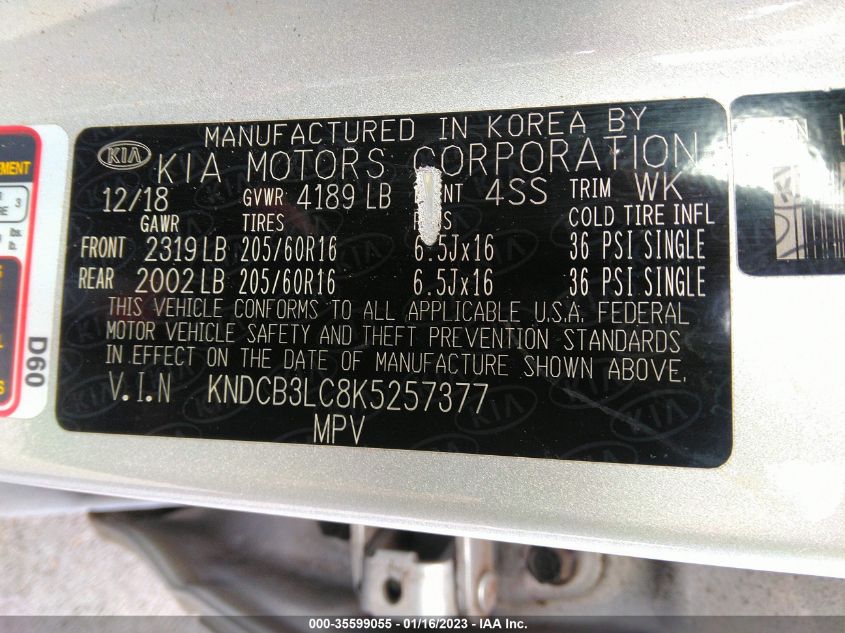 MANUFACTURED IN KOREA BY
KIA KIA MOTORS CORPORATION
12/18 GVWR 4189 LB 4SS TRIM WK
GAWR TIRES COLD TIRE INFL
FRONT 2319 LB 205/60R16 6.5Jx16 36 PSI SINGLE
REAR 2002 LB 205/60R16 6.5Jx16 36 PSI SINGLE
THIS VEHICLE CONFORMS TO ALL APPLICABLE U.S.A. FEDERAL
MOTOR VEHICLE SAFETY AND THEFT PREVENTION STANDARDS
IN EFFECT ON THE DATE OF MANUFACTURE SHOWN ABOVE.
V.I.N KNDCB3LC8K5257377
MPV
3
lbs.
D60
000-35599055 - 01/16/2023 - IAA Inc.